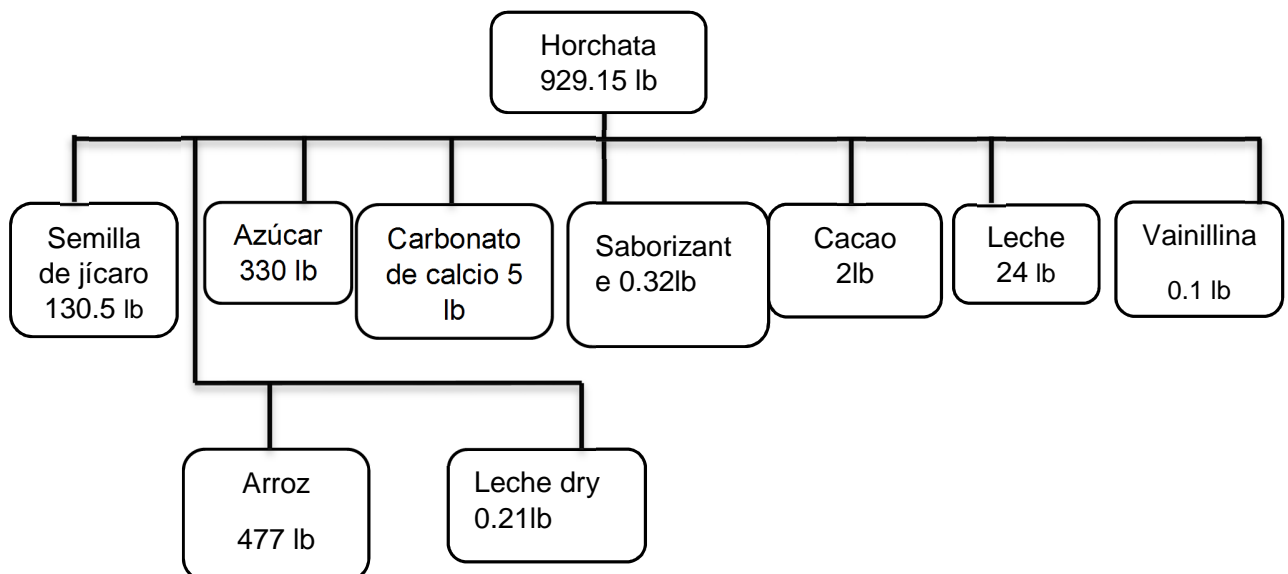 Horchata
929.15 lb
Semilla
de jícaro
130.5 lb
Azúcar
330 lb
Carbonato
de calcio 5
lb
Saborizant
e 0.32lb
Cacao
2lb
Leche
24 lb
Vainillina
0.1 lb
Arroz
477 lb
Leche dry
0.21lb